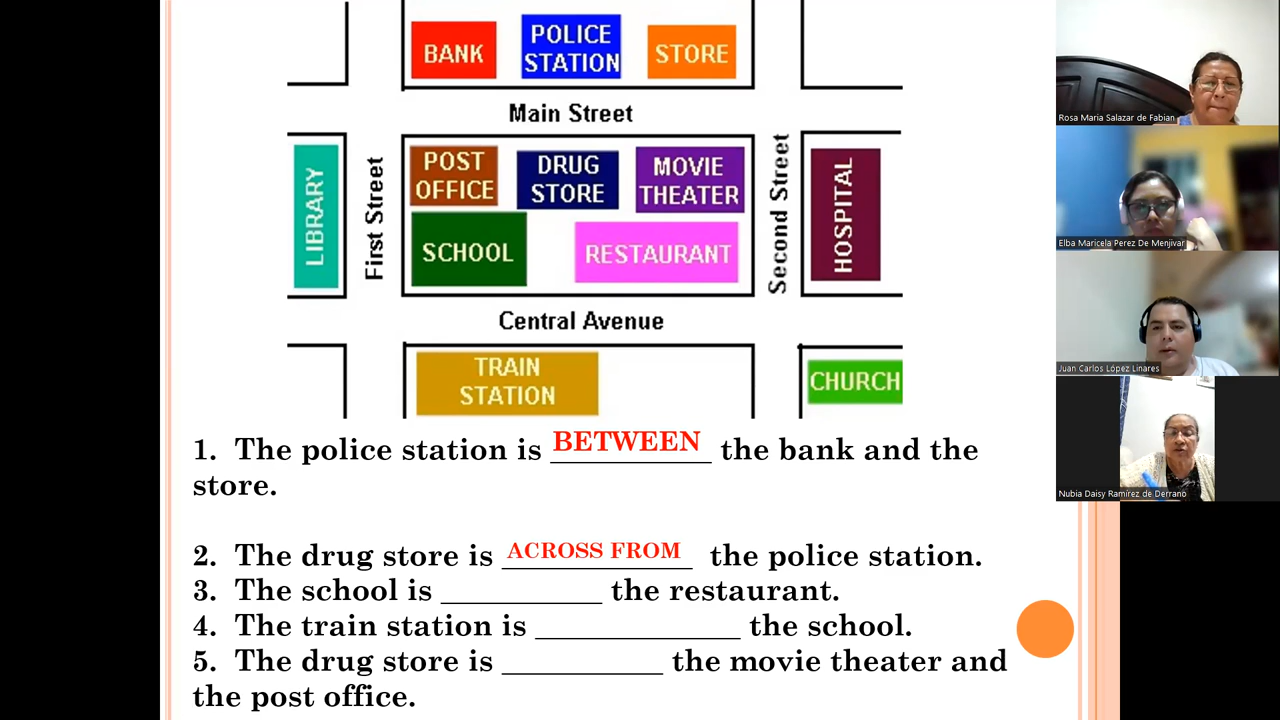 BANK
POLICE
STATION
STORE
Main Street
LIBRARY
First Street
POST
OFFICE
DRUG
STORE
MOVIE
THEATER
SCHOOL
RESTAURANT
Second Street
HOSPITAL
Central Avenue
TRAIN
STATION
CHURCH
1. The police station is BETWEEN the bank and the
store.
2. The drug store is ACROSS FROM the police station.
3. The school is __________ the restaurant.
4. The train station is _____________ the school.
5. The drug store is __________ the movie theater and
the post office.
Rosa Maria Salazar de Fabian
Elba Maricela Perez De Menjivar
Juan Carlos López Linares
Nubia Daisy Ramirez de Derrano